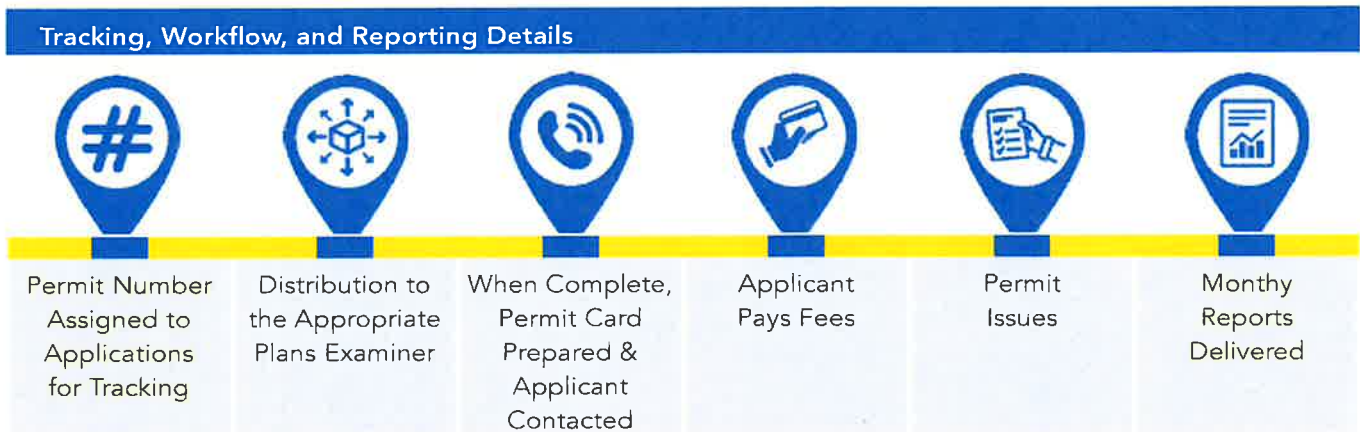 Tracking, Workflow, and Reporting Details
#
Permit Number
Assigned to
Applications
for Tracking
Distribution to
the Appropriate
Plans Examiner
When Complete,
Permit Card
Prepared &
Applicant
Contacted
Applicant
Pays Fees
Permit
Issues
Monthy
Reports
Delivered